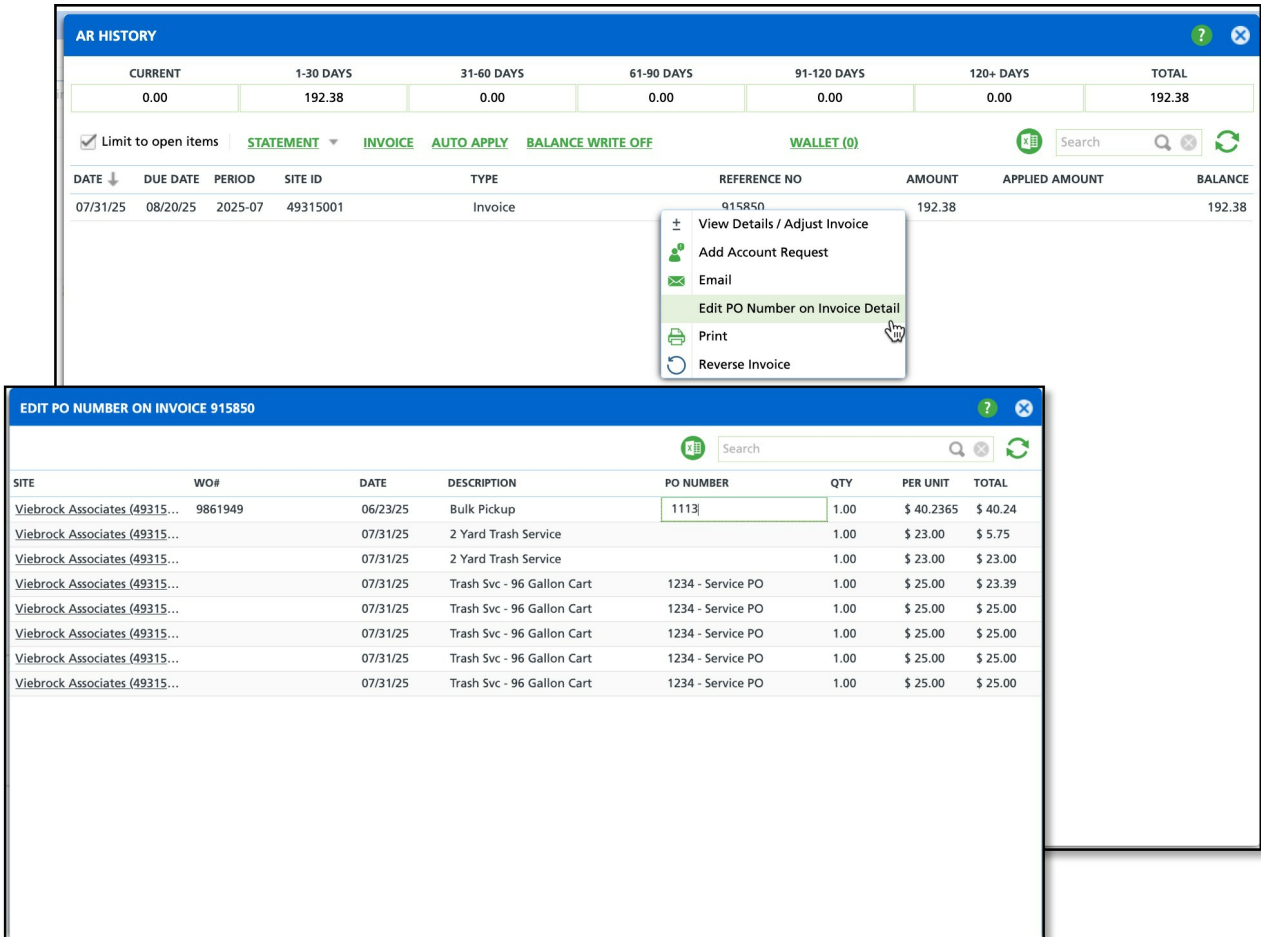 AR HISTORY
CURRENT 1-30 DAYS 31-60 DAYS 61-90 DAYS 91-120 DAYS 120+ DAYS TOTAL
0.00 192.38 0.00 0.00 0.00 0.00 192.38
Limit to open items STATEMENT INVOICE AUTO APPLY BALANCE WRITE OFF WALLET (0) Search
DATE DUE DATE PERIOD SITE ID TYPE REFERENCE NO AMOUNT APPLIED AMOUNT BALANCE
07/31/25 08/20/25 2025-07 49315001 Invoice 915850 192.38 192.38
View Details / Adjust Invoice
Add Account Request
Email
Edit PO Number on Invoice Detail
Print
Reverse Invoice
EDIT PO NUMBER ON INVOICE 915850
Search
SITE WO# DATE DESCRIPTION PO NUMBER QTY PER UNIT TOTAL
Viebrock Associates (49315... 9861949 06/23/25 Bulk Pickup 1113 1.00 $ 40.2365 $ 40.24
Viebrock Associates (49315... 07/31/25 2 Yard Trash Service 1.00 $ 23.00 $ 5.75
Viebrock Associates (49315... 07/31/25 2 Yard Trash Service 1.00 $ 23.00 $ 23.00
Viebrock Associates (49315... 07/31/25 Trash Svc - 96 Gallon Cart 1234 - Service PO 1.00 $ 25.00 $ 23.39
Viebrock Associates (49315... 07/31/25 Trash Svc - 96 Gallon Cart 1234 - Service PO 1.00 $ 25.00 $ 25.00
Viebrock Associates (49315... 07/31/25 Trash Svc - 96 Gallon Cart 1234 - Service PO 1.00 $ 25.00 $ 25.00
Viebrock Associates (49315... 07/31/25 Trash Svc - 96 Gallon Cart 1234 - Service PO 1.00 $ 25.00 $ 25.00
Viebrock Associates (49315... 07/31/25 Trash Svc - 96 Gallon Cart 1234 - Service PO 1.00 $ 25.00 $ 25.00